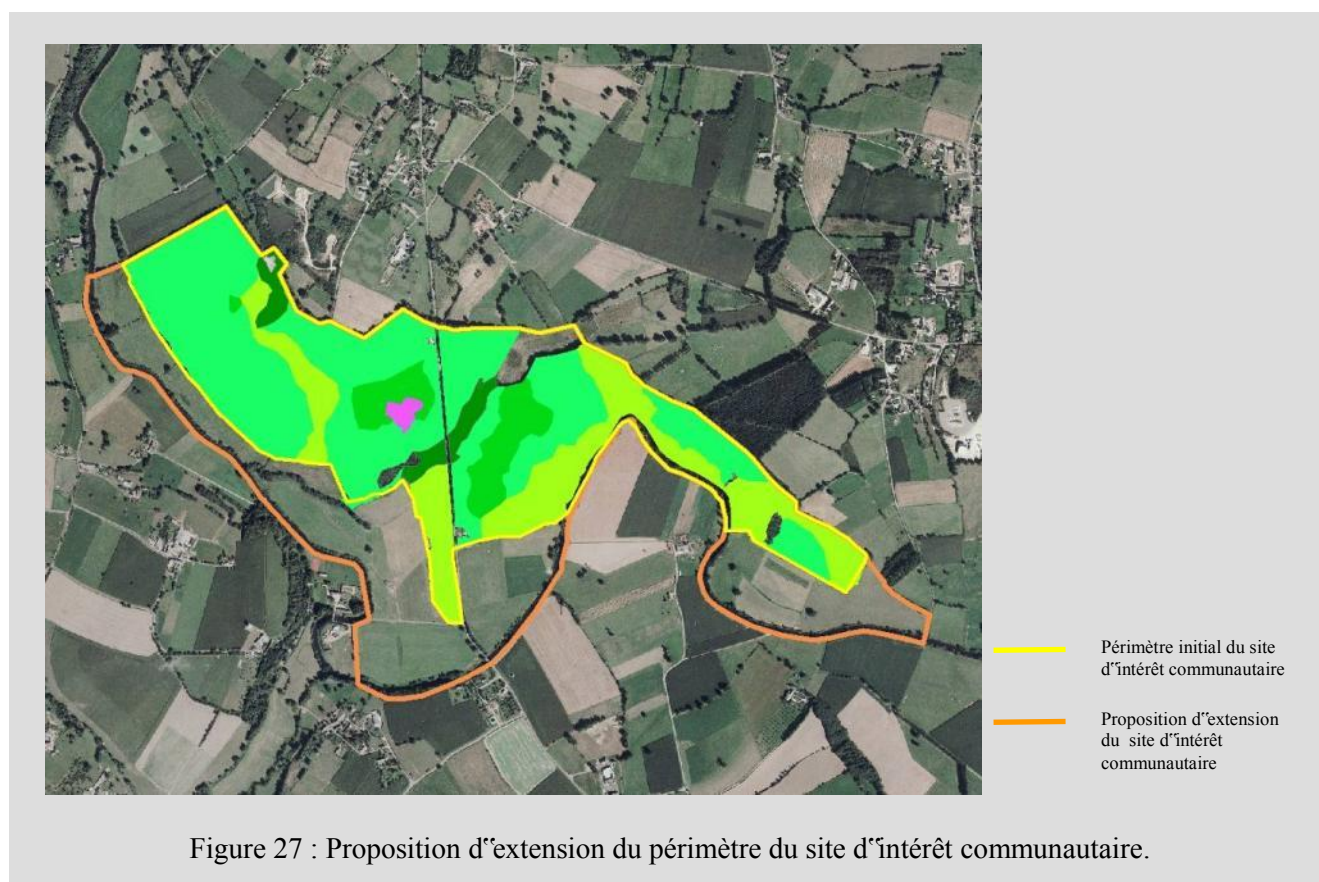 Périmètre initial du site
d‟intérêt communautaire
Proposition d‟extension
du site d‟intérêt
communautaire
Figure 27 : Proposition d‟extension du périmètre du site d‟intérêt communautaire.